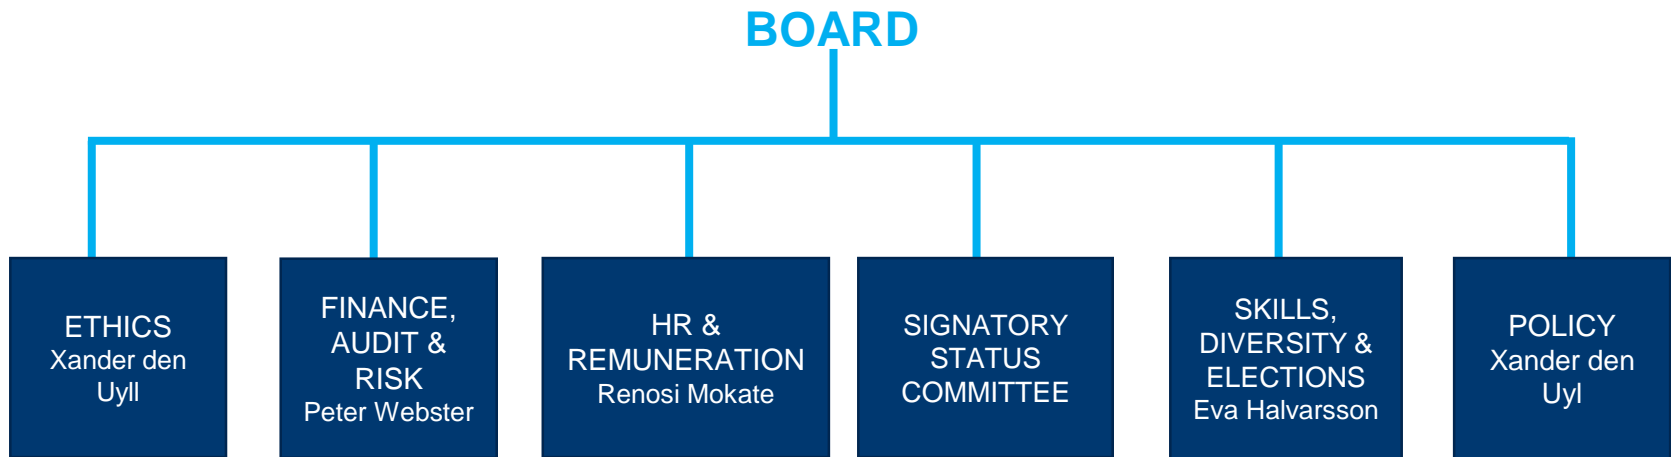 BOARD
ETHICS
Xander den
Uyll
FINANCE,
AUDIT &
RISK
Peter Webster
HR &
REMUNERATION
Renosi Mokate
SIGNATORY
STATUS
COMMITTEE
SKILLS,
DIVERSITY &
ELECTIONS
Eva Halvarsson
POLICY
Xander den
Uyl